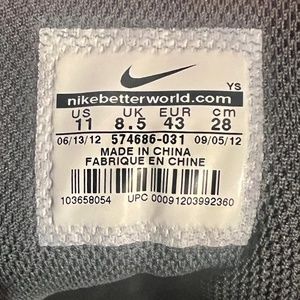 YS
nikebetterworld.com
US UK EUR cm
11 8.5 43 28
06/13/12 574686-031 09/05/12
MADE IN CHINA
FABRIQUE EN CHINE
103658054 UPC 00091203992360